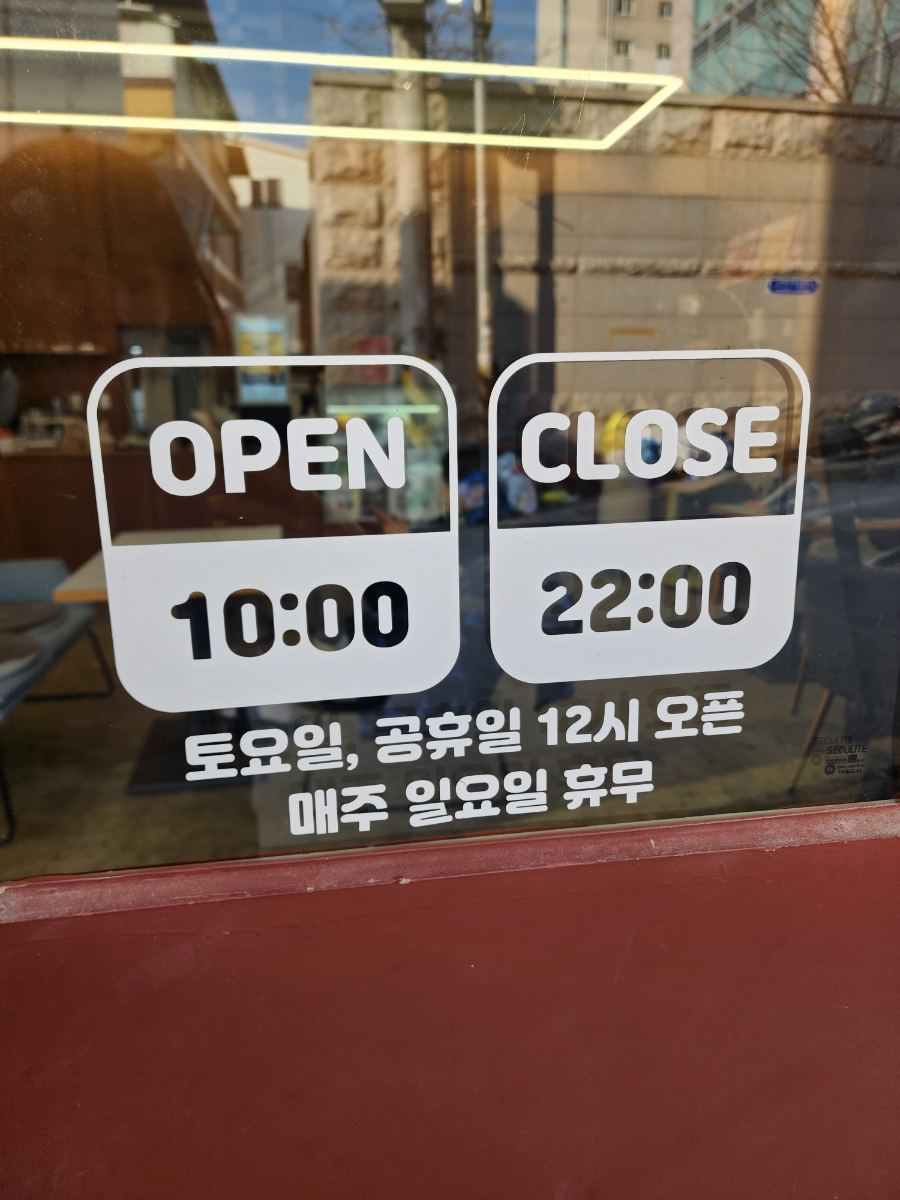 OPEN
10:00
CLOSE
22:00
토요일, 공휴일 12시 오픈
매주 일요일 휴무
SECULITE